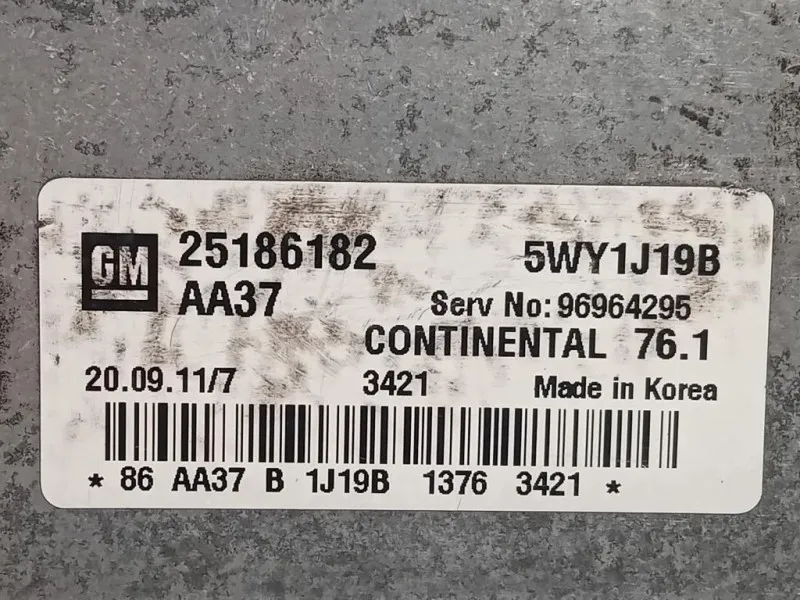 GM 25186182 5WY1J19B
AA37 Serv No: 96964295
CONTINENTAL 76.1
20.09.11/7 3421 Made in Korea
* 86 AA37 B 1J19B 1376 3421 *